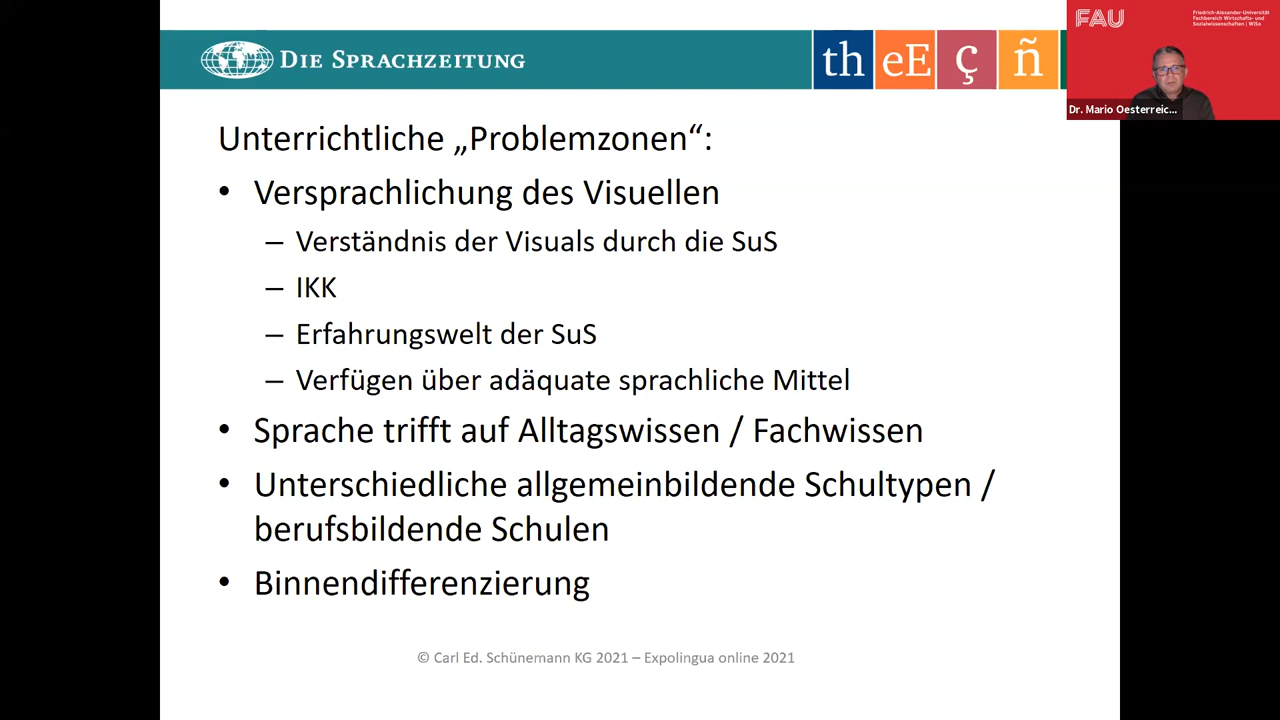 DIE SPRACHZEITUNG
th eE ç ñ
FAU
Friedrich-Alexander-Universität
Fachbereich Wirtschafts- und
Sozialwissenschaften | WiSo
Dr. Mario Oesterreic...
Unterrichtliche „Problemzonen“:
• Versprachlichung des Visuellen
– Verständnis der Visuals durch die SuS
– IKK
– Erfahrungswelt der SuS
– Verfügen über adäquate sprachliche Mittel
• Sprache trifft auf Alltagswissen / Fachwissen
• Unterschiedliche allgemeinbildende Schultypen /
berufsbildende Schulen
• Binnendifferenzierung
© Carl Ed. Schünemann KG 2021 – Expolingua online 2021